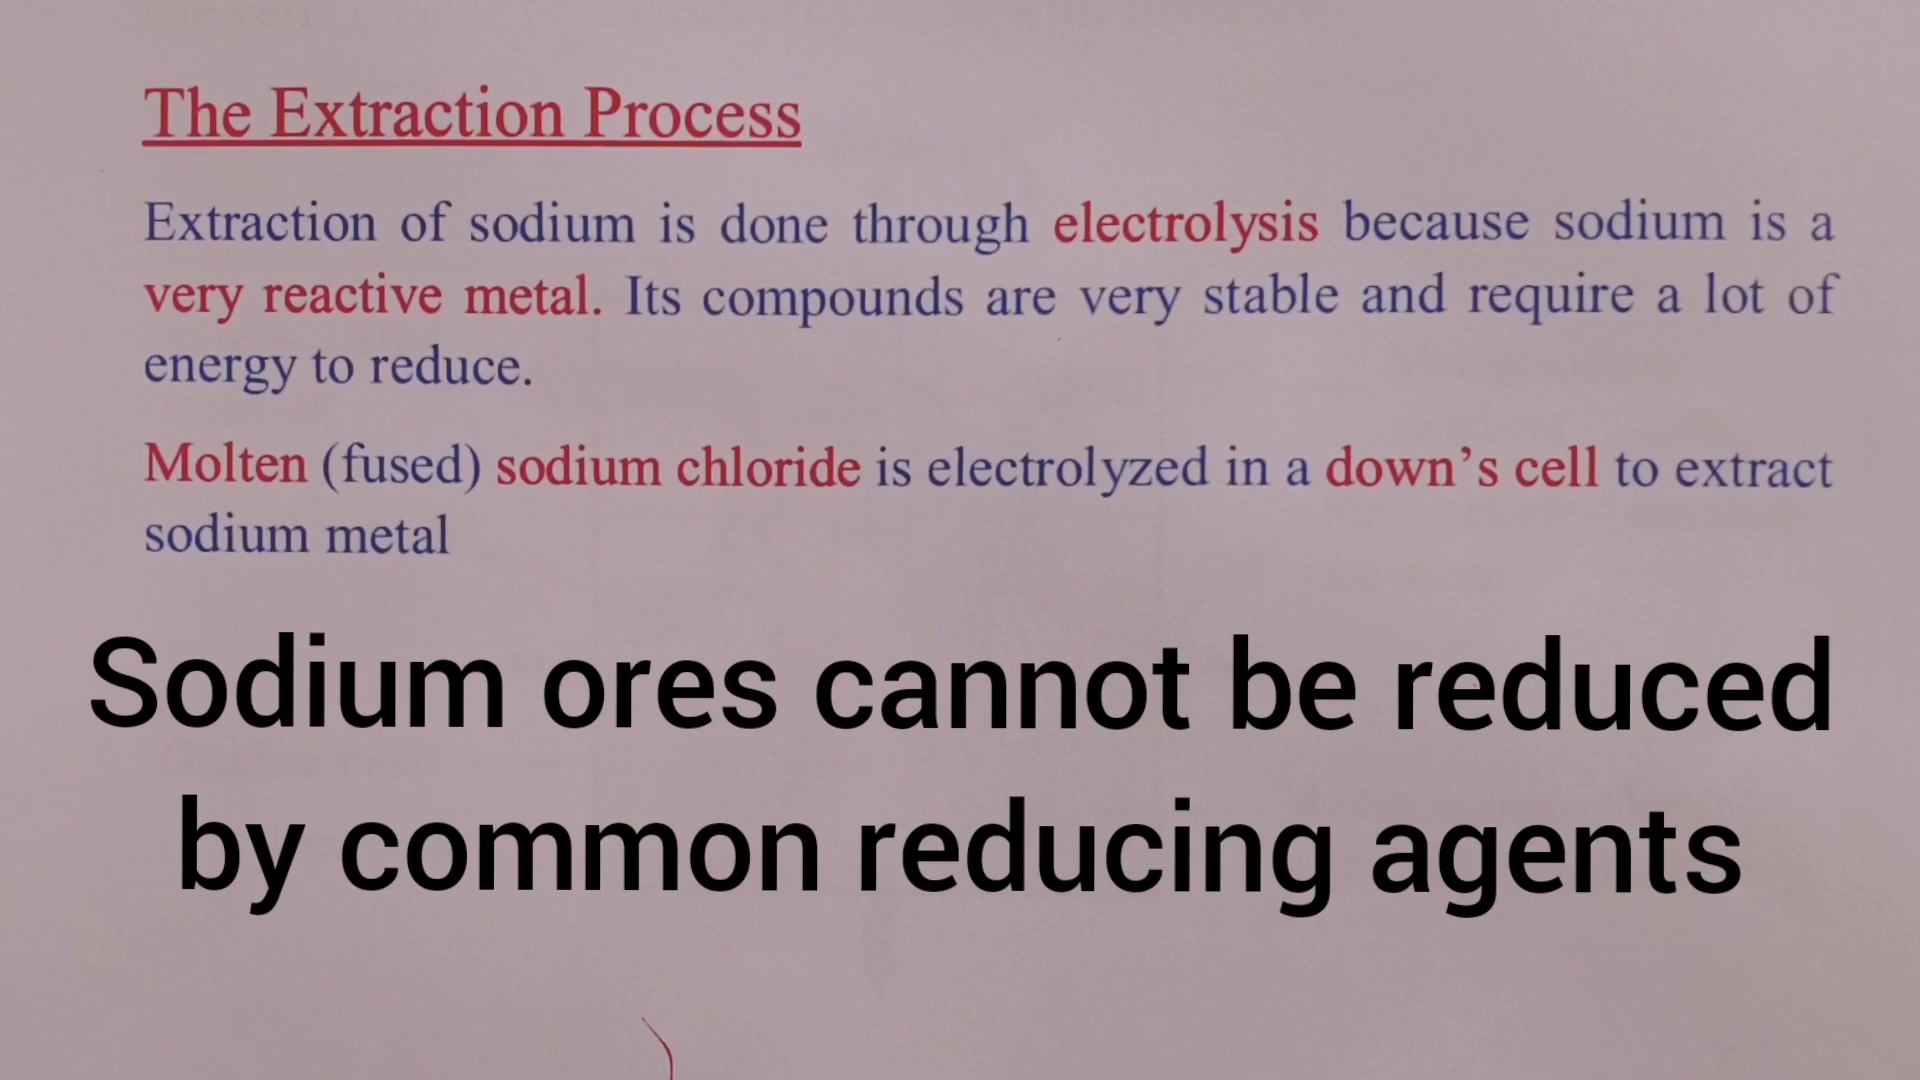 The Extraction Process
Extraction of sodium is done through electrolysis because sodium is a
very reactive metal. Its compounds are very stable and require a lot of
energy to reduce.
Molten (fused) sodium chloride is electrolyzed in a down's cell to extract
sodium metal
Sodium ores cannot be reduced
by common reducing agents